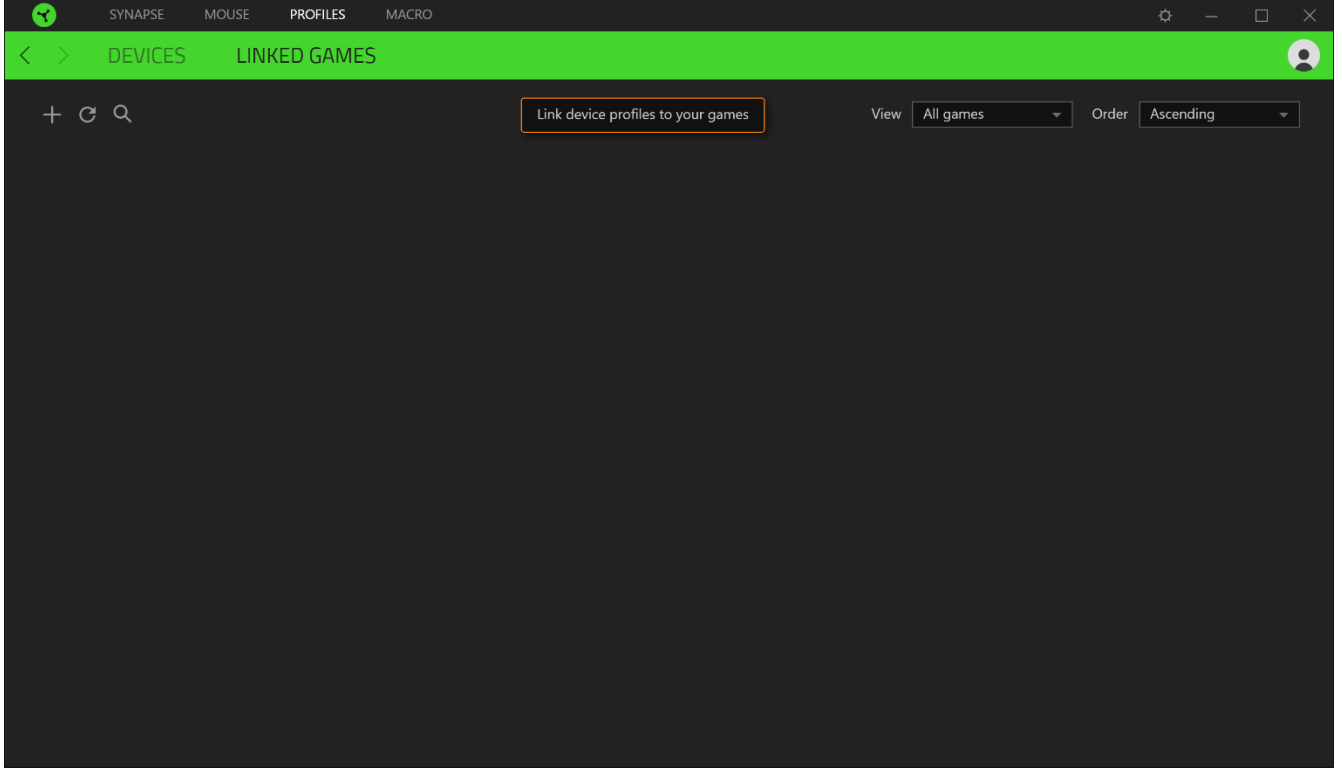 SYNAPSE MOUSE PROFILES MACRO
DEVICES LINKED GAMES
Link device profiles to your games View All games Order Ascending